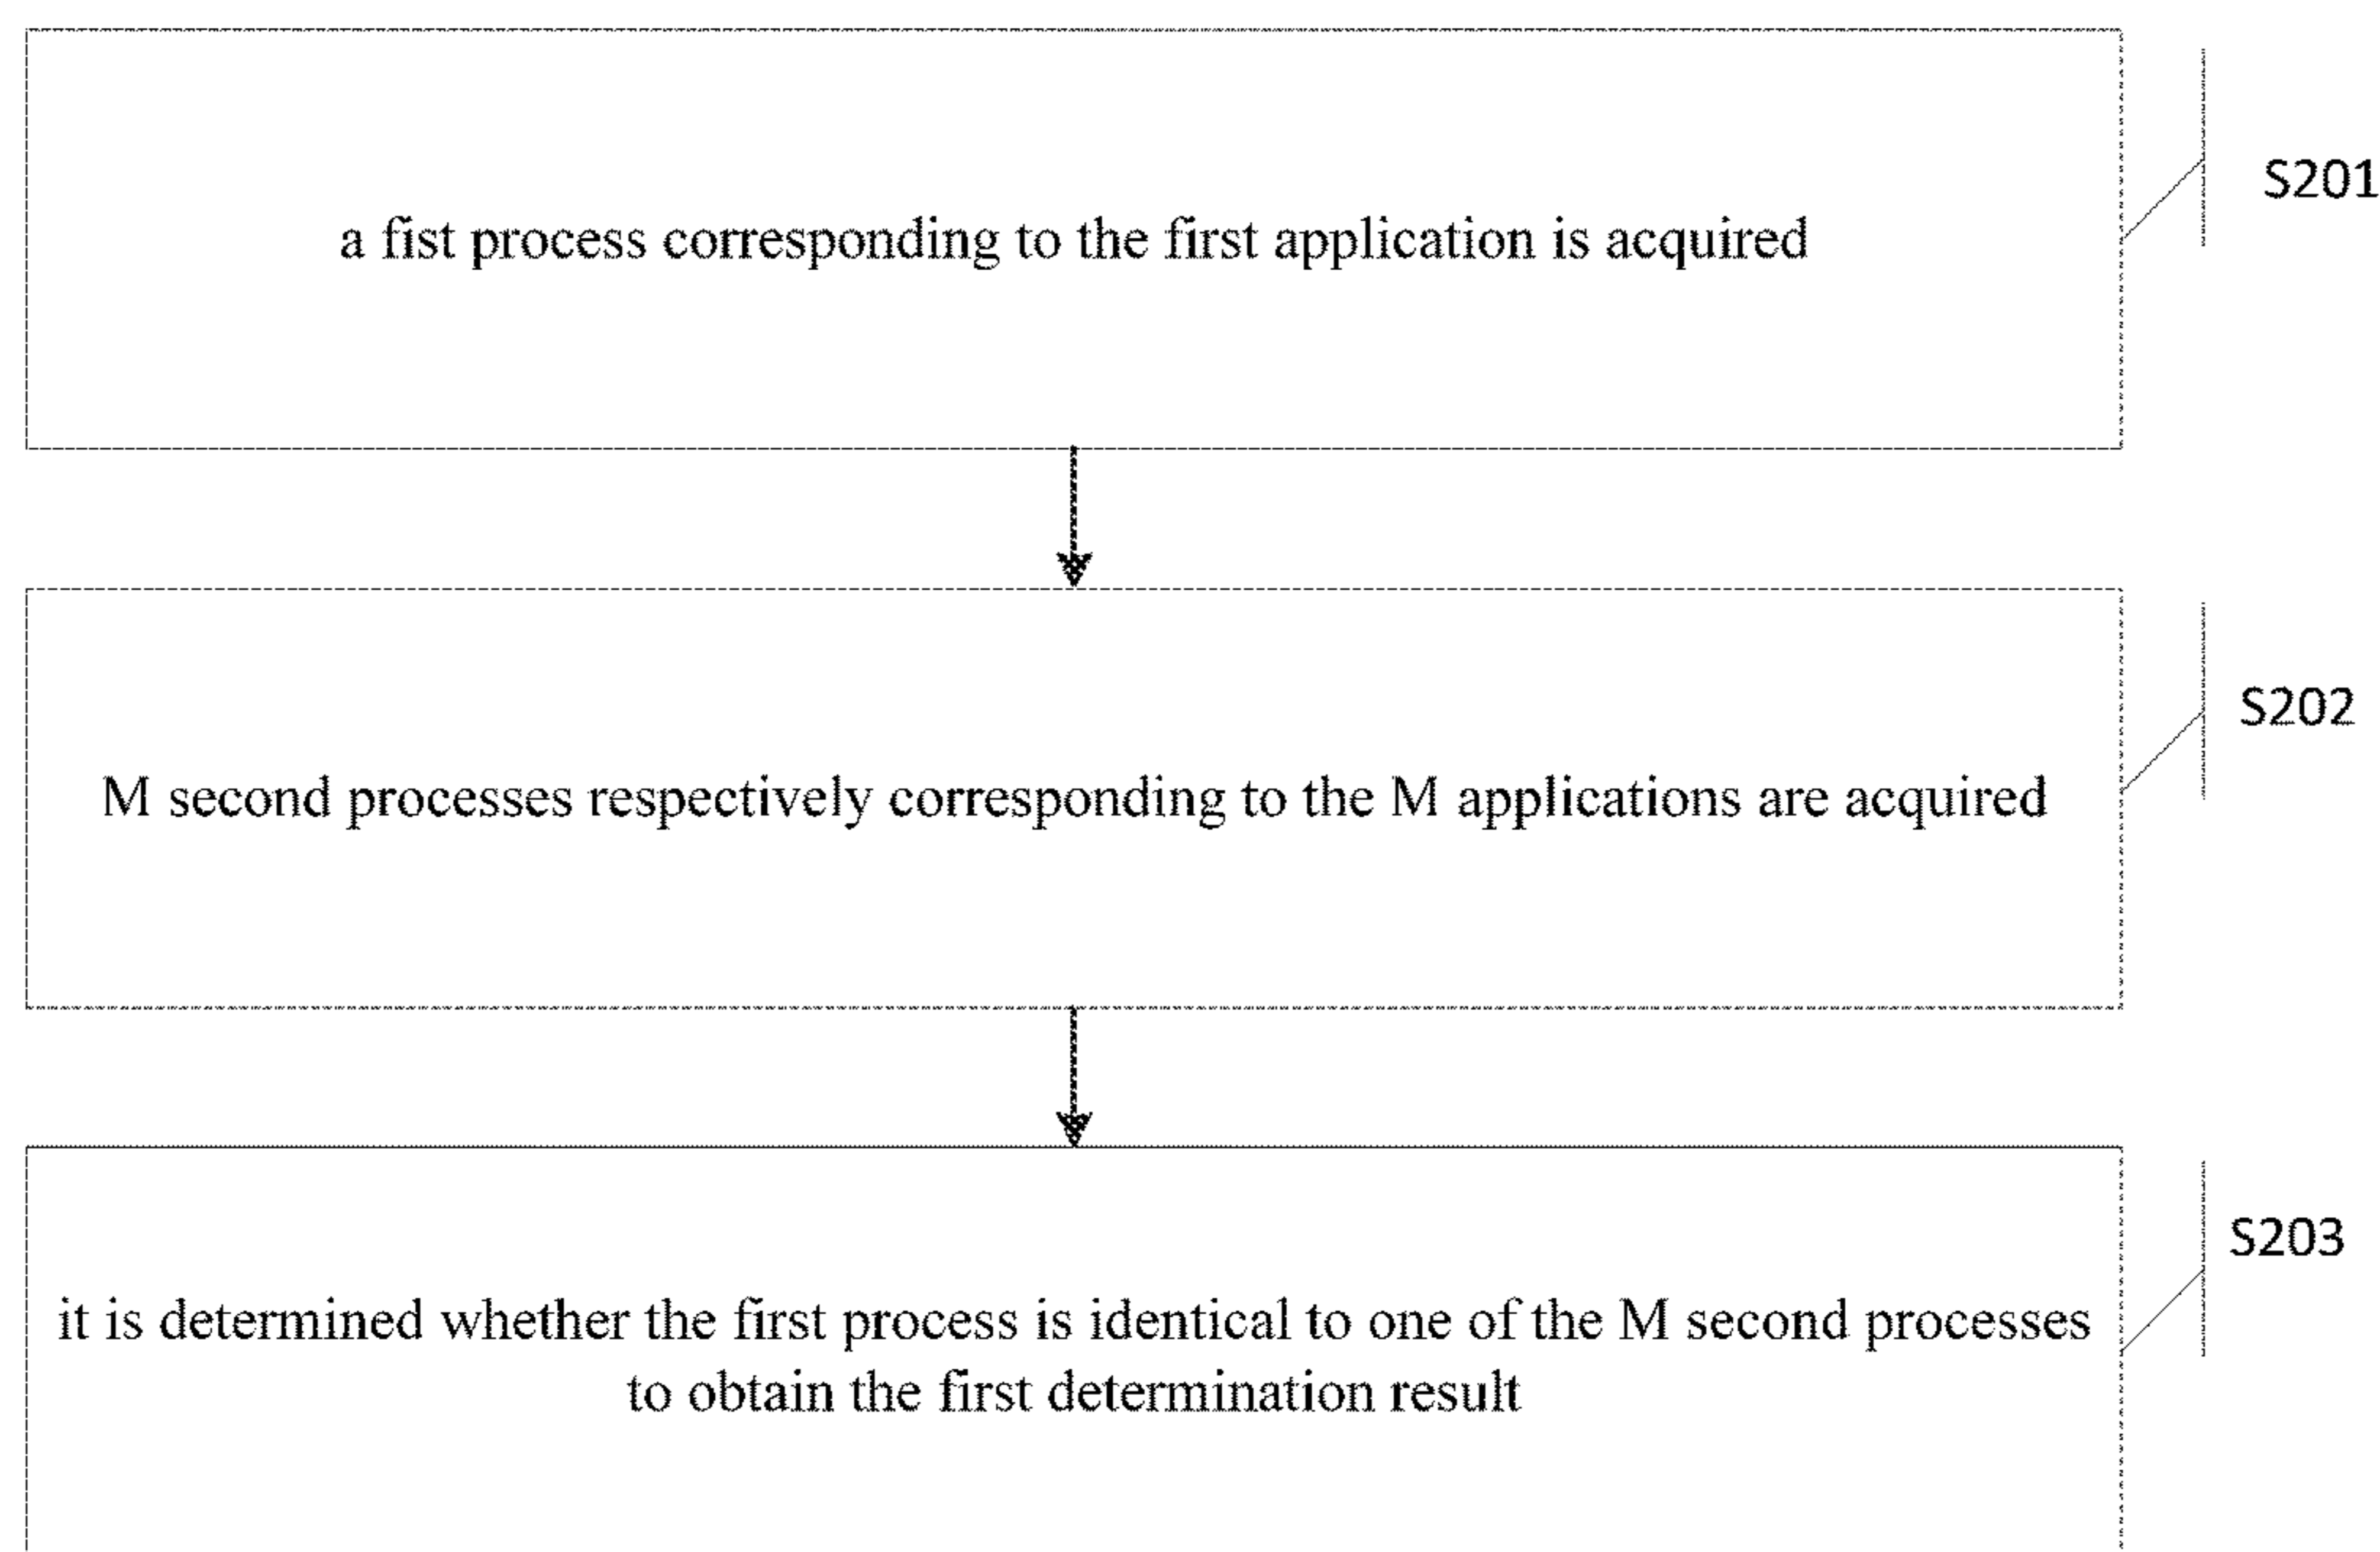 a fist process corresponding to the first application is acquired
S201
M second processes respectively corresponding to the M applications are acquired
S202
it is determined whether the first process is identical to one of the M second processes
to obtain the first determination result
S203